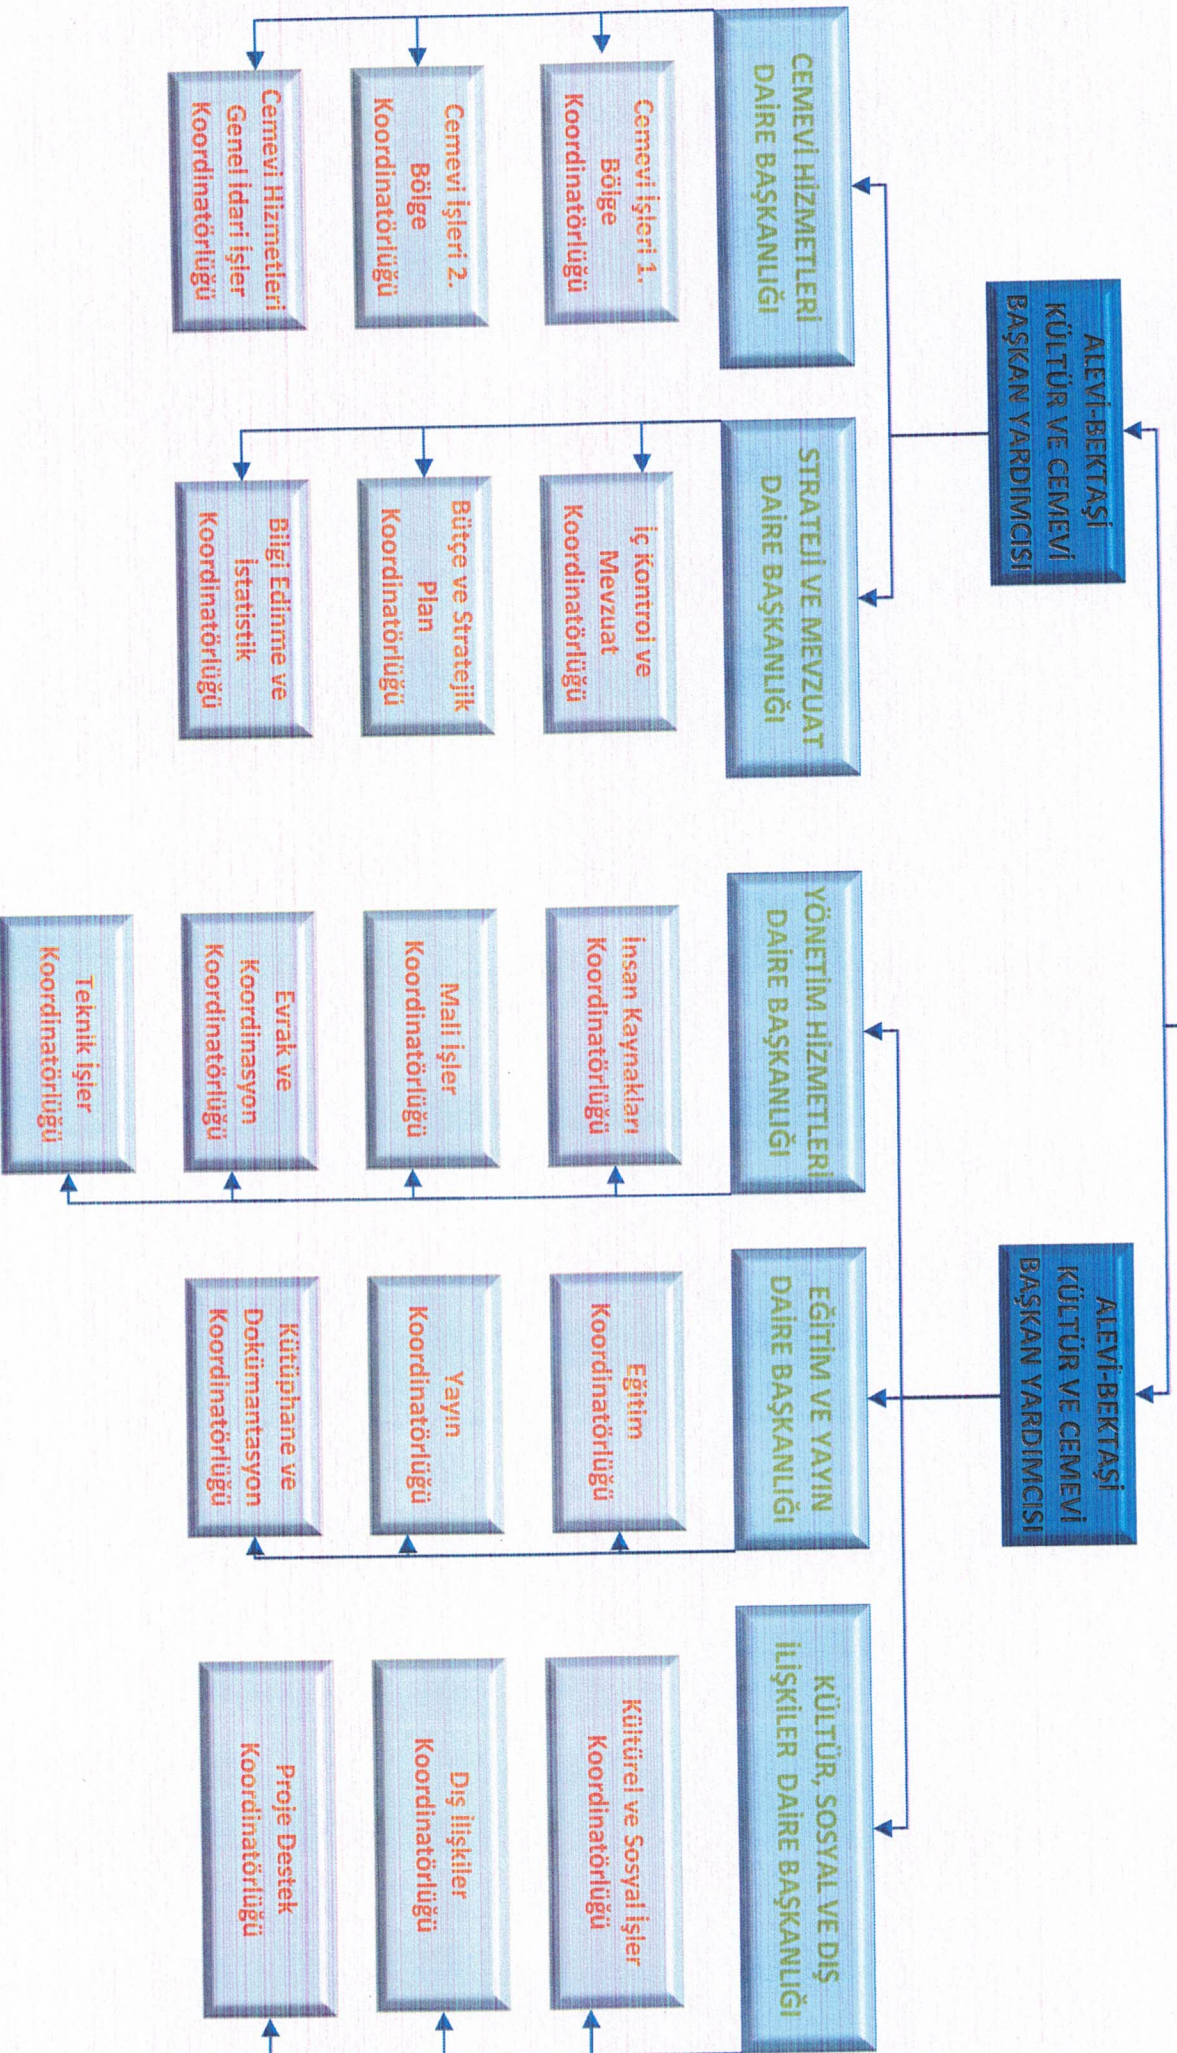 ALEVİ-BEKTAŞİ
KÜLTÜR VE CEMEVİ
BAŞKAN YARDIMCISI
ALEVİ-BEKTAŞİ
KÜLTÜR VE CEMEVİ
BAŞKAN YARDIMCISI
CEMEVİ HİZMETLERİ
DAİRE BAŞKANLIĞI
STRATEJİ VE MEVZUAT
DAİRE BAŞKANLIĞI
YÖNETİM HİZMETLERİ
DAİRE BAŞKANLIĞI
EĞİTİM VE YAYIN
DAİRE BAŞKANLIĞI
KÜLTÜR, SOSYAL VE DIŞ
İLİŞKİLER DAİRE BAŞKANLIĞI
Cemevi İşleri 1.
Bölge
Koordinatörlüğü
İç Kontrol ve
Mevzuat
Koordinatörlüğü
İnsan Kaynakları
Koordinatörlüğü
Eğitim
Koordinatörlüğü
Kültürel ve Sosyal İşler
Koordinatörlüğü
Cemevi İşleri 2.
Bölge
Koordinatörlüğü
Bütçe ve Stratejik
Plan
Koordinatörlüğü
Mali İşler
Koordinatörlüğü
Yayın
Koordinatörlüğü
Dış İlişkiler
Koordinatörlüğü
Cemevi Hizmetleri
Genel İdari İşler
Koordinatörlüğü
Bilgi Edinme ve
İstatistik
Koordinatörlüğü
Evrak ve
Koordinasyon
Koordinatörlüğü
Kütüphane ve
Dokümantasyon
Koordinatörlüğü
Proje Destek
Koordinatörlüğü
Teknik İşler
Koordinatörlüğü